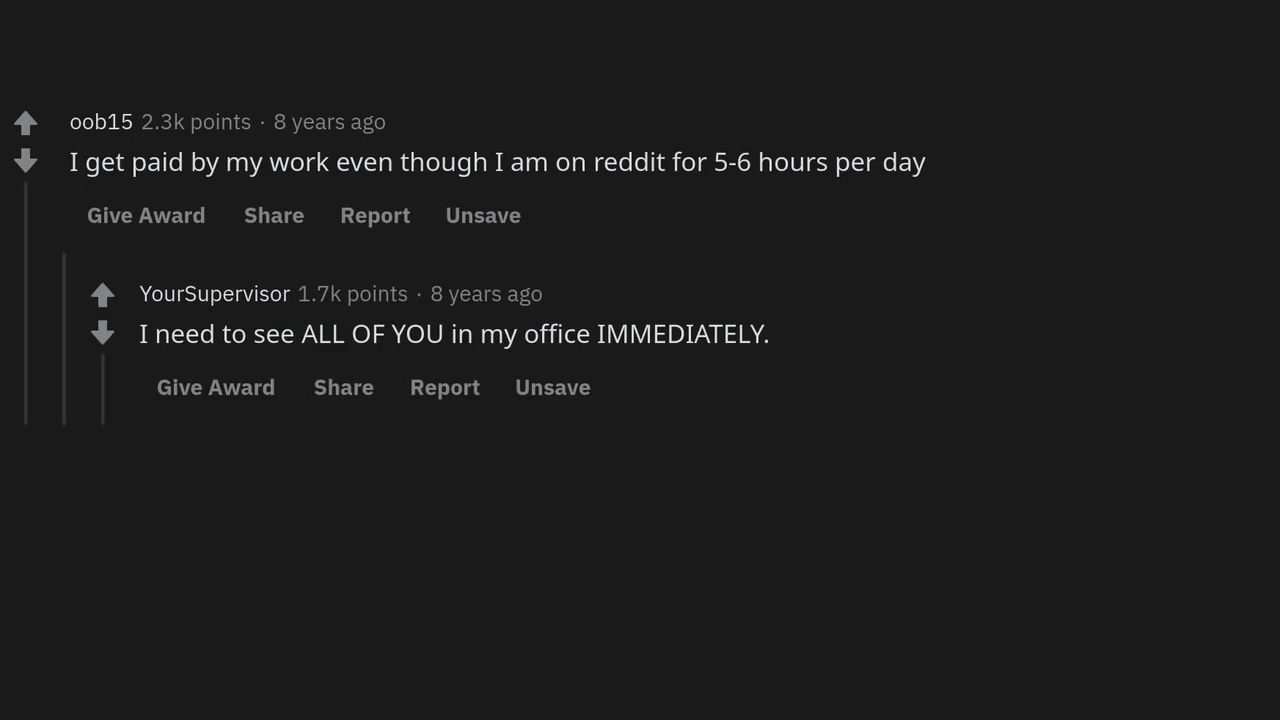 oob15 2.3k points · 8 years ago
I get paid by my work even though I am on reddit for 5-6 hours per day
Give Award Share Report Unsave
YourSupervisor 1.7k points · 8 years ago
I need to see ALL OF YOU in my office IMMEDIATELY.
Give Award Share Report Unsave